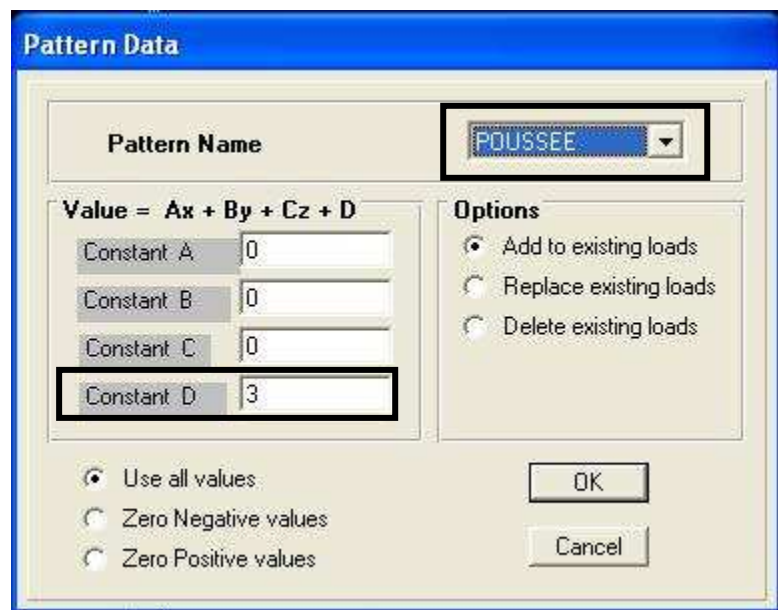 Pattern Data
Pattern Name
POUSSEE
Value = Ax + By + Cz + D
Constant A
0
Constant B
0
Constant C
0
Constant D
3
Options
Add to existing loads
Replace existing loads
Delete existing loads
Use all values
Zero Negative values
Zero Positive values
OK
Cancel